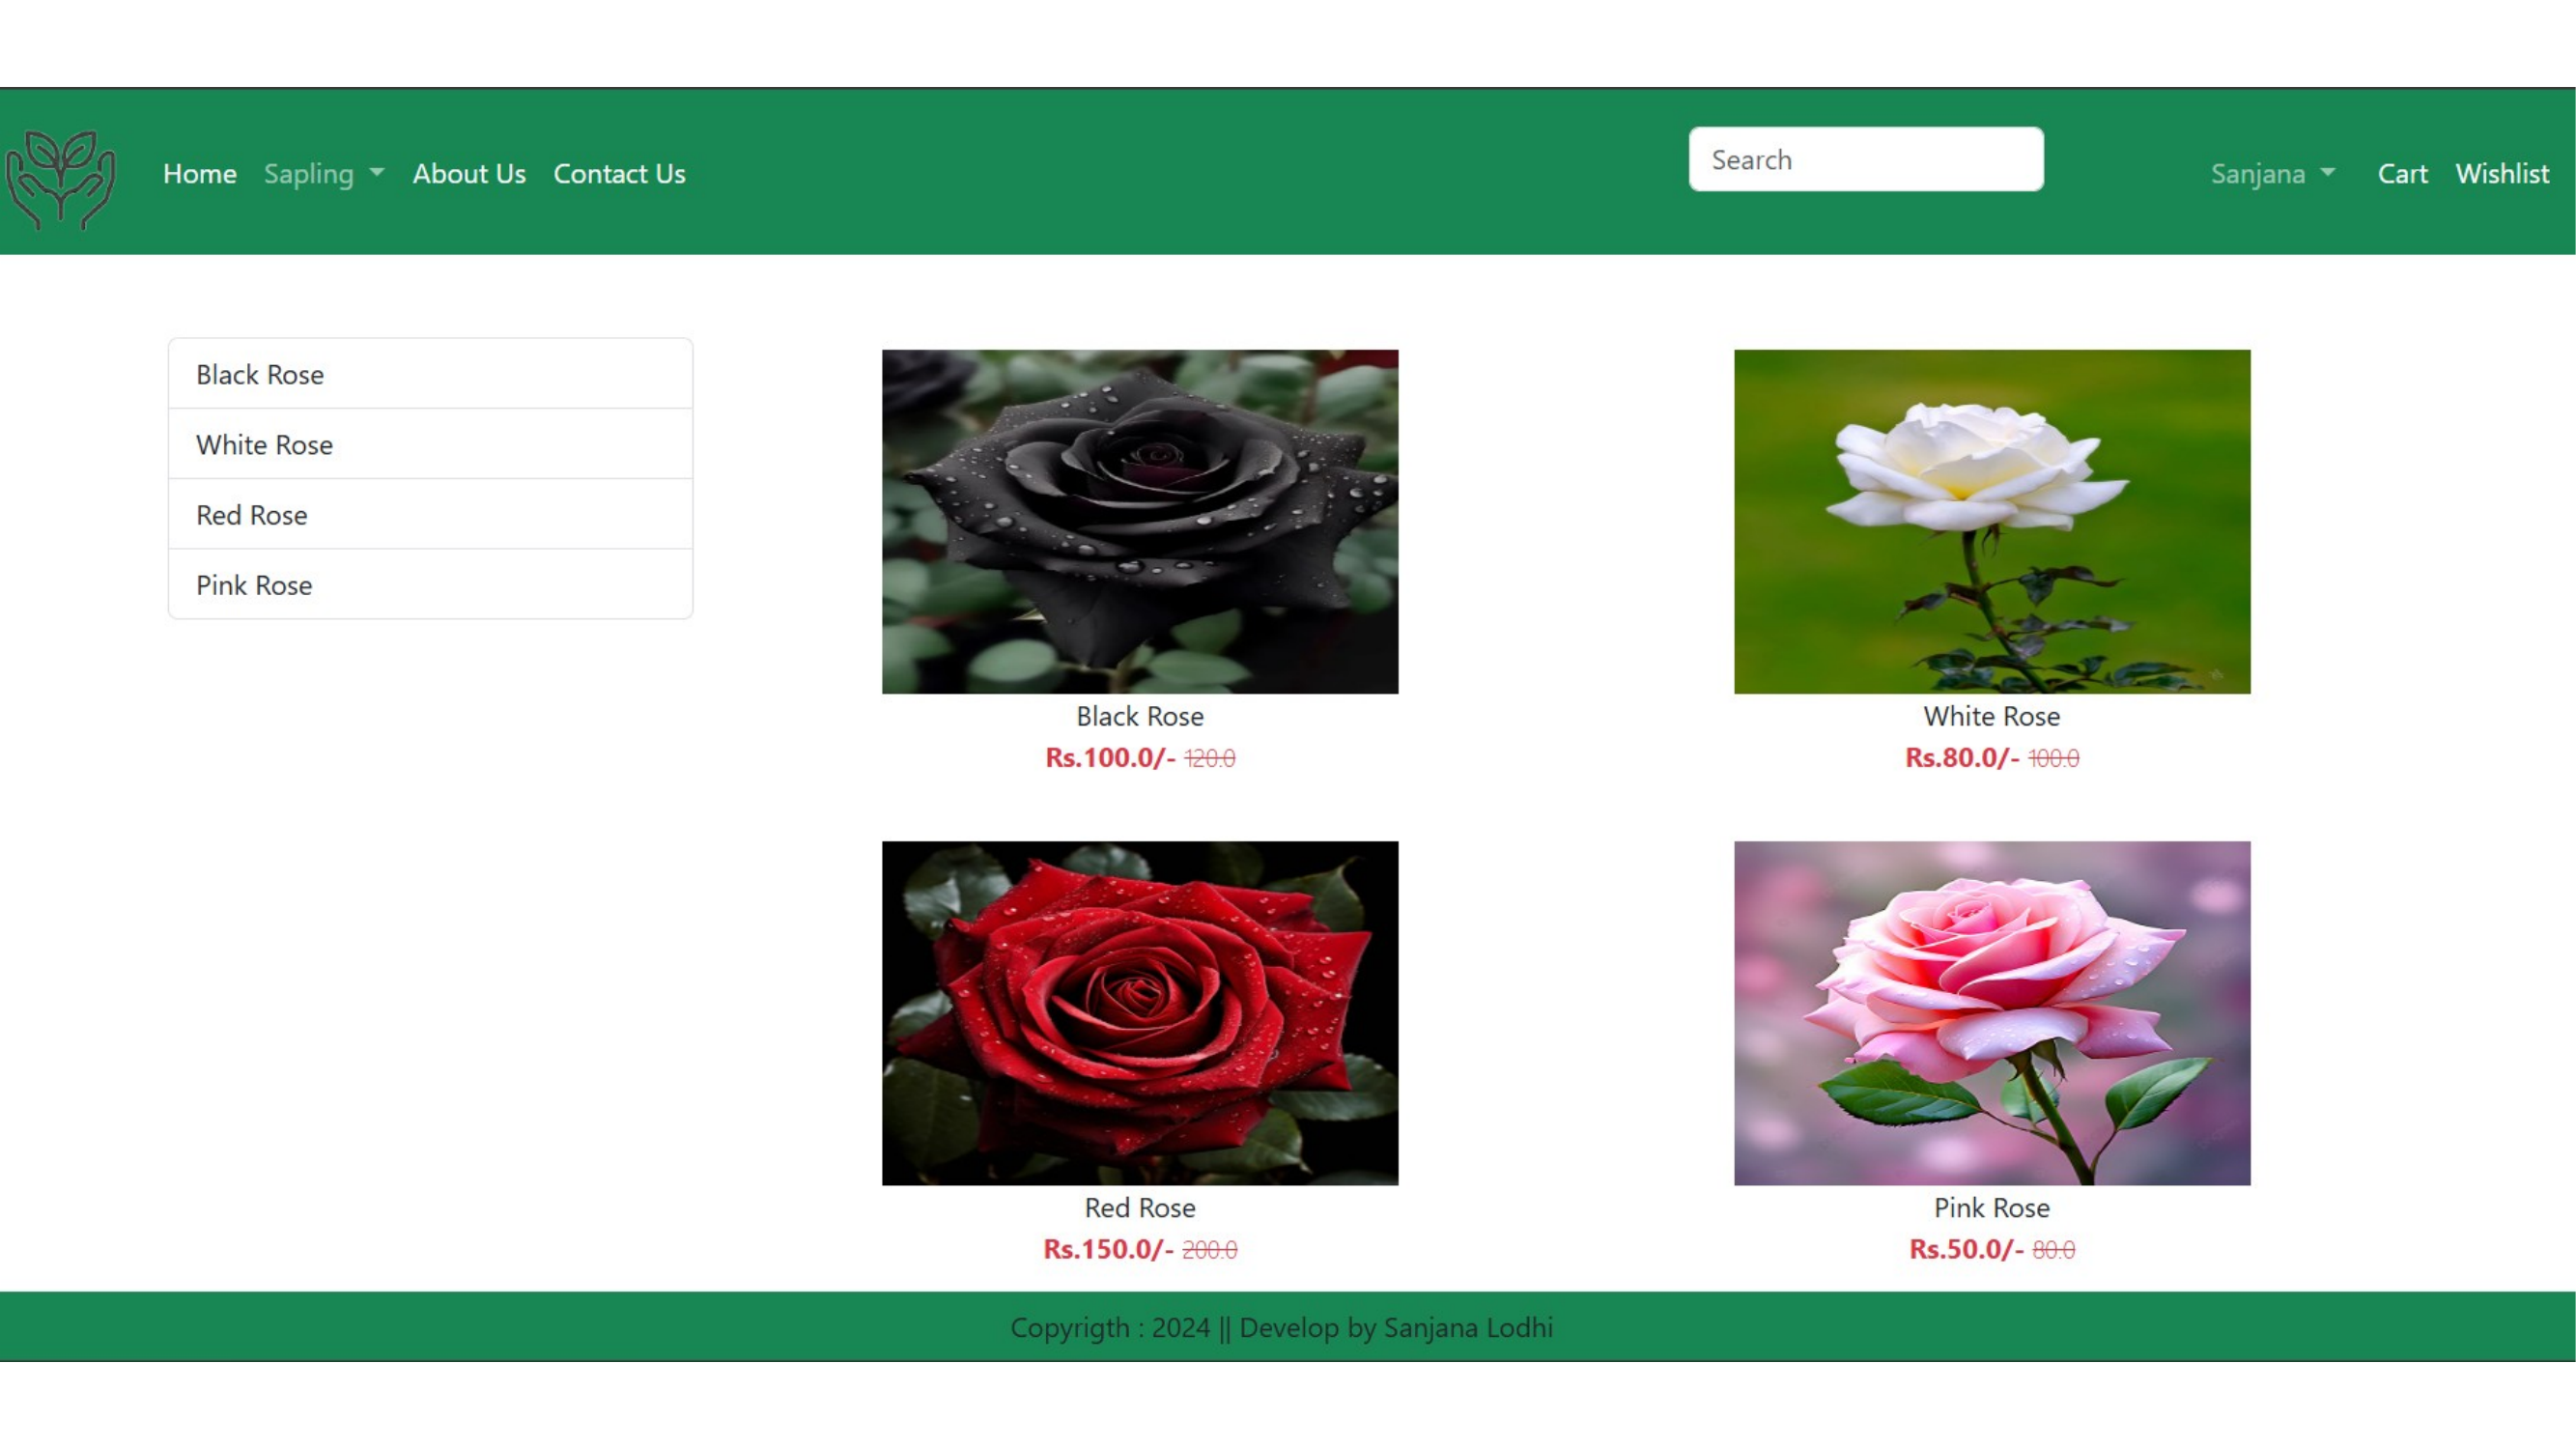 Home Sapling About Us Contact Us Search Sanjana Cart Wishlist
Black Rose
White Rose
Red Rose
Pink Rose
Black Rose
Rs.100.0/- 120.0
White Rose
Rs.80.0/- 100.0
Red Rose
Rs.150.0/- 200.0
Pink Rose
Rs.50.0/- 80.0
Copyrigth : 2024 || Develop by Sanjana Lodhi